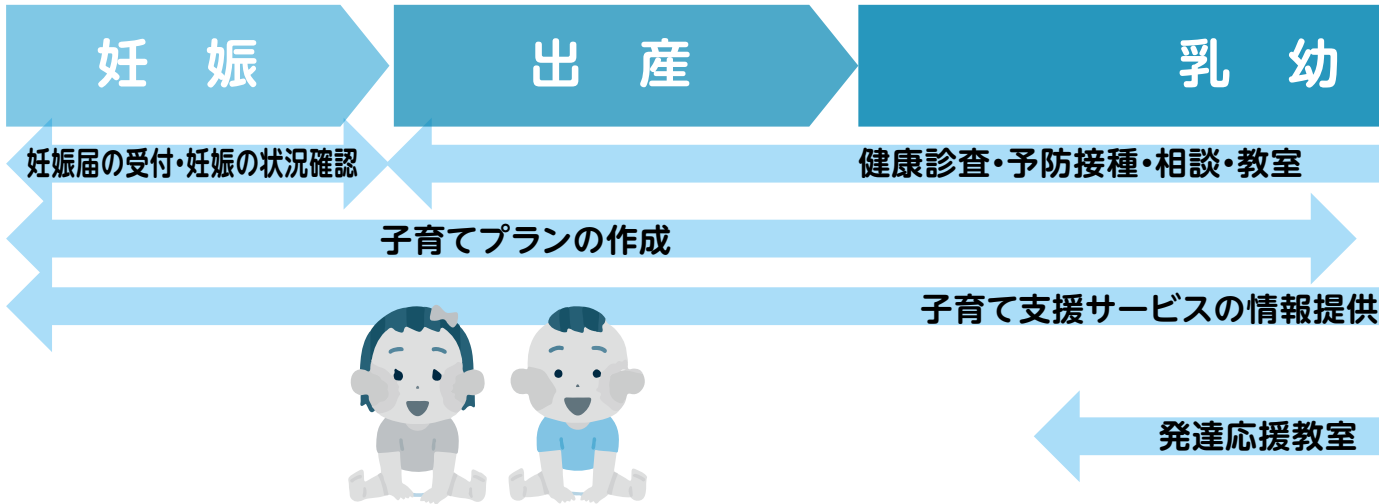 妊　娠
出　産
乳　幼
妊娠届の受付・妊娠の状況確認
健康診査・予防接種・相談・教室
子育てプランの作成
子育て支援サービスの情報提供
発達応援教室